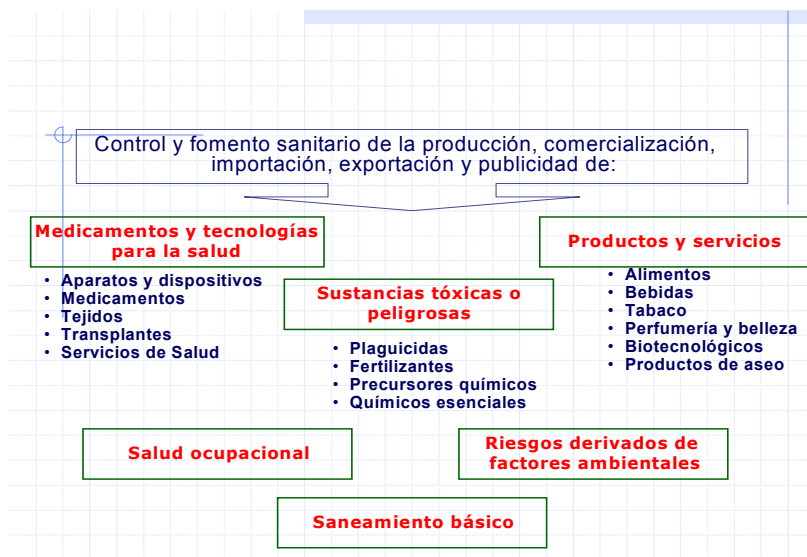 Control y fomento sanitario de la producción, comercialización,
importación, exportación y publicidad de:
Medicamentos y tecnologías
para la salud
• Aparatos y dispositivos
• Medicamentos
• Tejidos
• Transplantes
• Servicios de Salud
Sustancias tóxicas o
peligrosas
• Plaguicidas
• Fertilizantes
• Precursores químicos
• Químicos esenciales
Productos y servicios
• Alimentos
• Bebidas
• Tabaco
• Perfumería y belleza
• Biotecnológicos
• Productos de aseo
Salud ocupacional
Riesgos derivados de
factores ambientales
Saneamiento básico